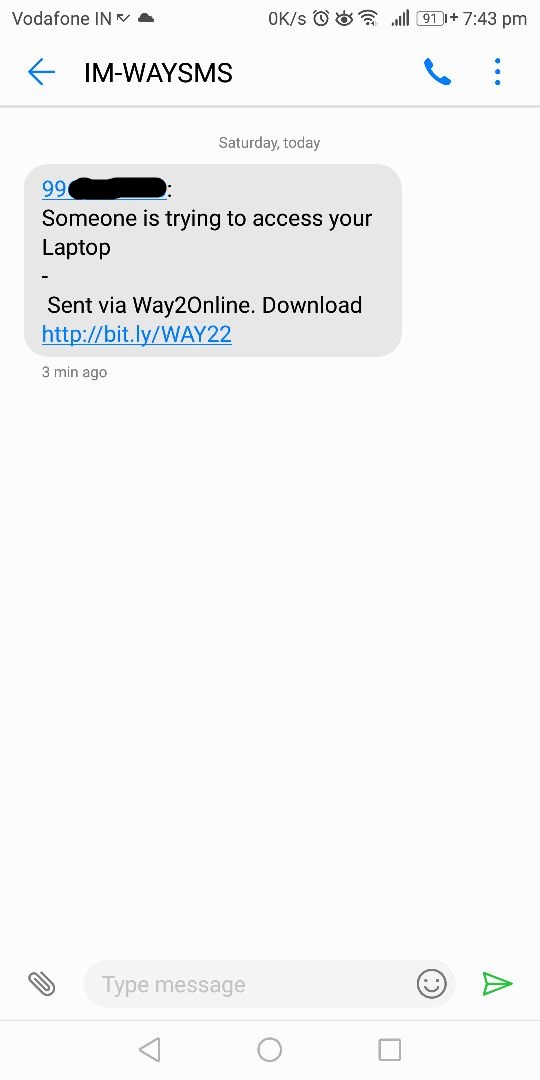 Vodafone IN 0K/s 91 7:43 pm
IM-WAYSMS
Saturday, today
99 :
Someone is trying to access your
Laptop
-
Sent via Way2Online. Download
http://bit.ly/WAY22
3 min ago
Type message